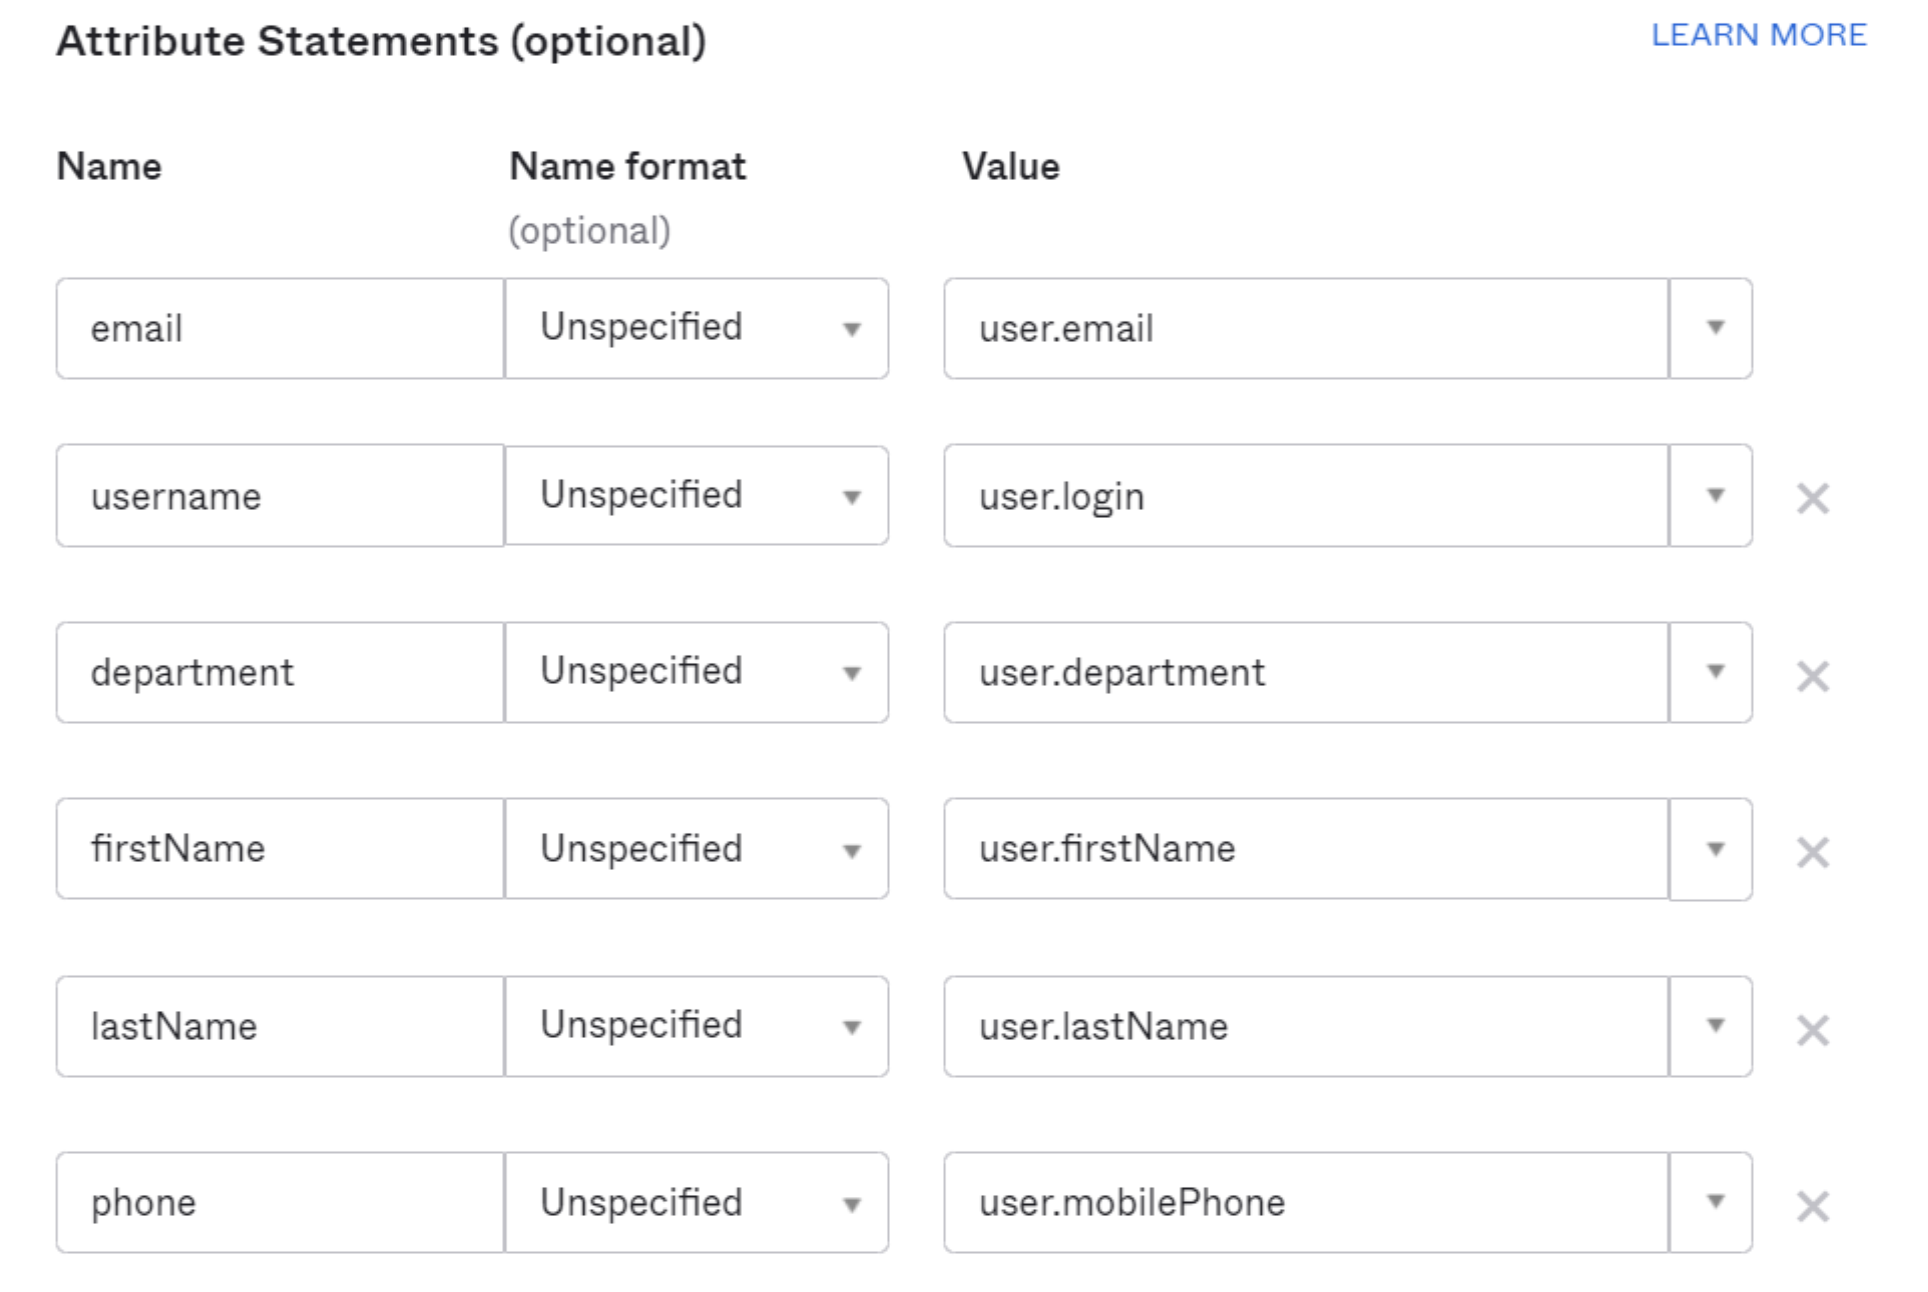 Attribute Statements (optional) LEARN MORE
Name Name format Value
(optional)
email Unspecified user.email
username Unspecified user.login
department Unspecified user.department
firstName Unspecified user.firstName
lastName Unspecified user.lastName
phone Unspecified user.mobilePhone